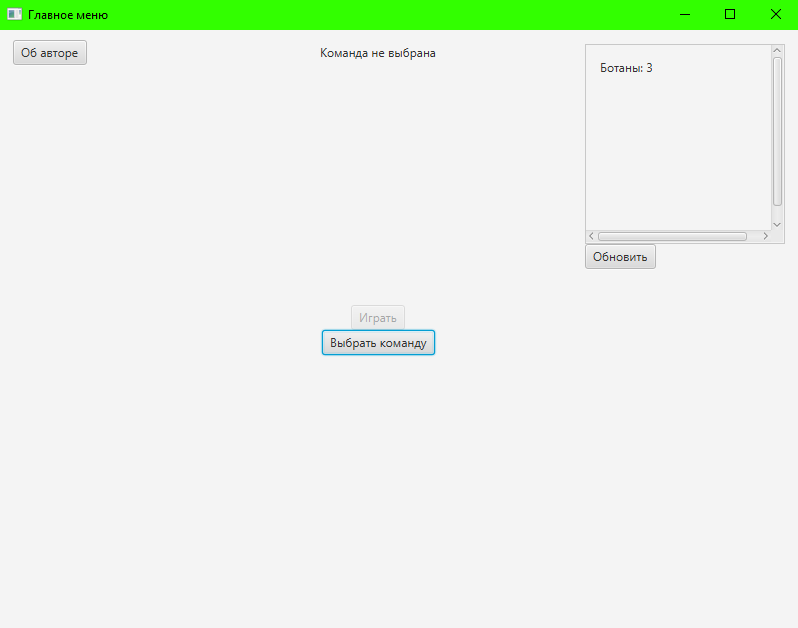 Главное меню
Об авторе
Команда не выбрана
Ботаны: 3
Обновить
Играть
Выбрать команду